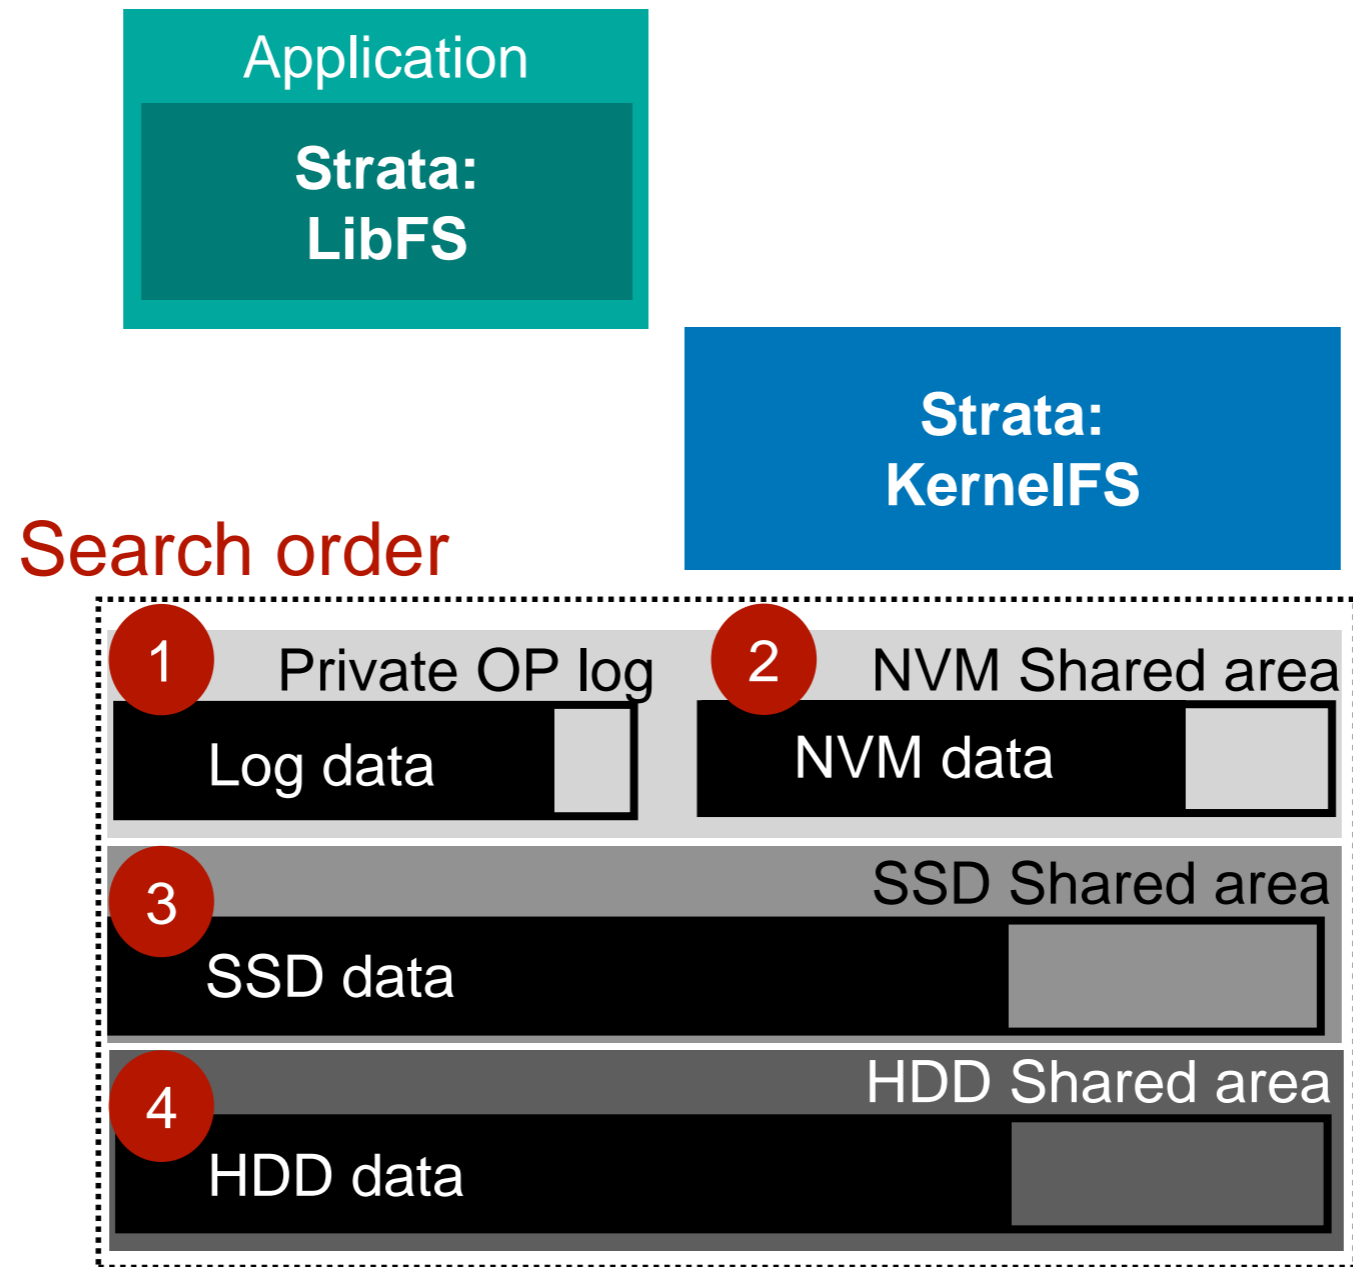 Application
Strata:
LibFS
Strata:
KernelFS
Search order
1 Private OP log
2 NVM Shared area
Log data
NVM data
3 SSD Shared area
SSD data
4 HDD Shared area
HDD data